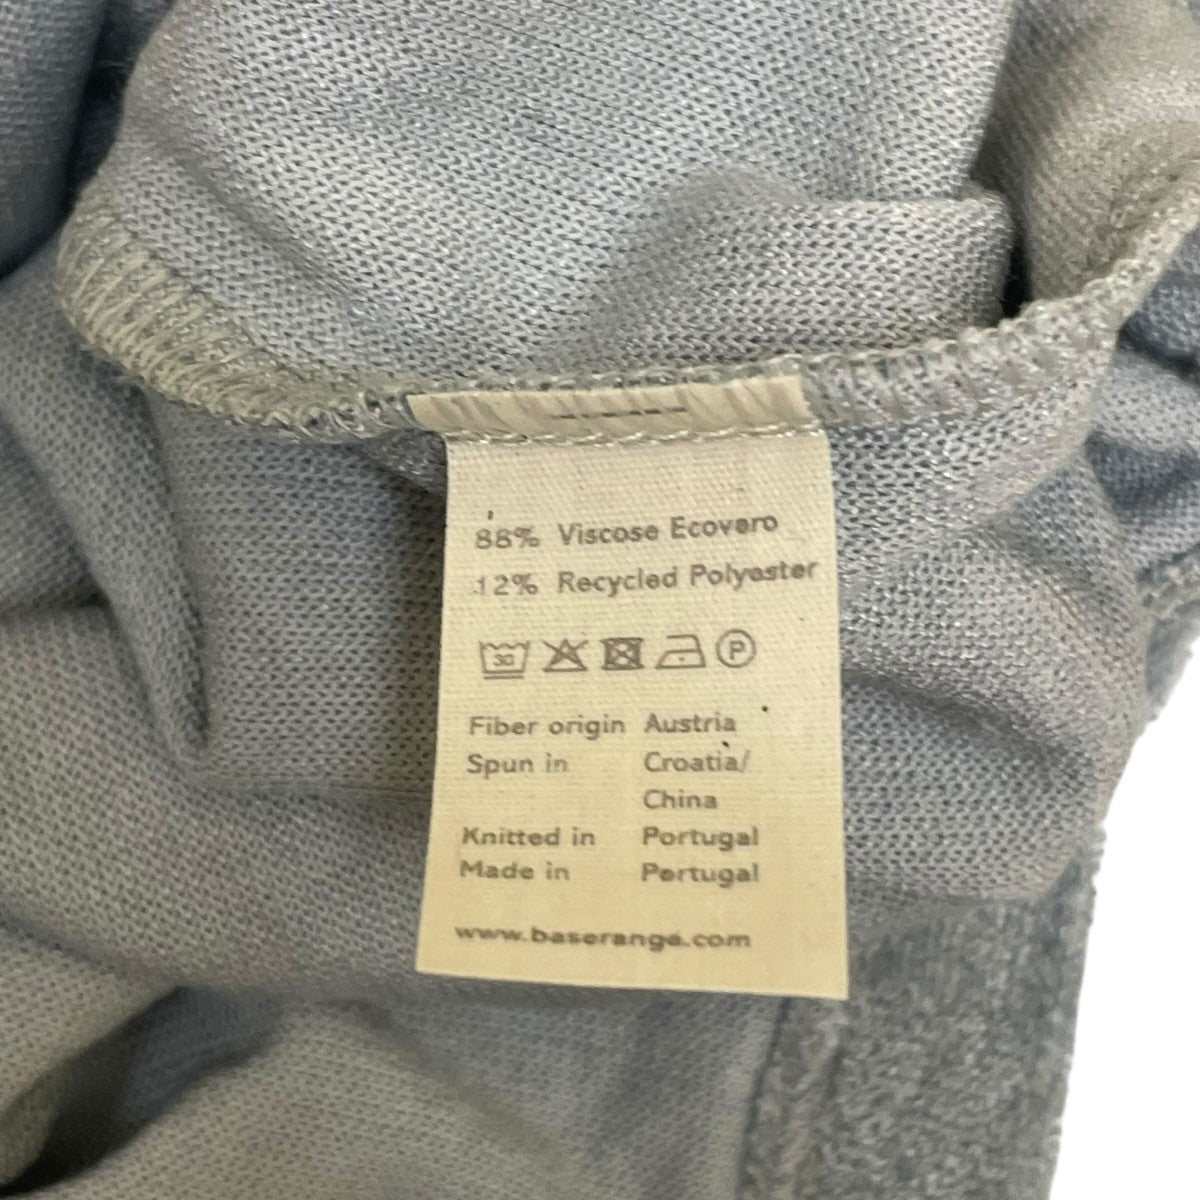 88% Viscose Ecovero
12% Recycled Polyester
30 P
Fiber origin Austria
Spun in Croatia/
China
Knitted in Portugal
Made in Portugal
www.baserange.com